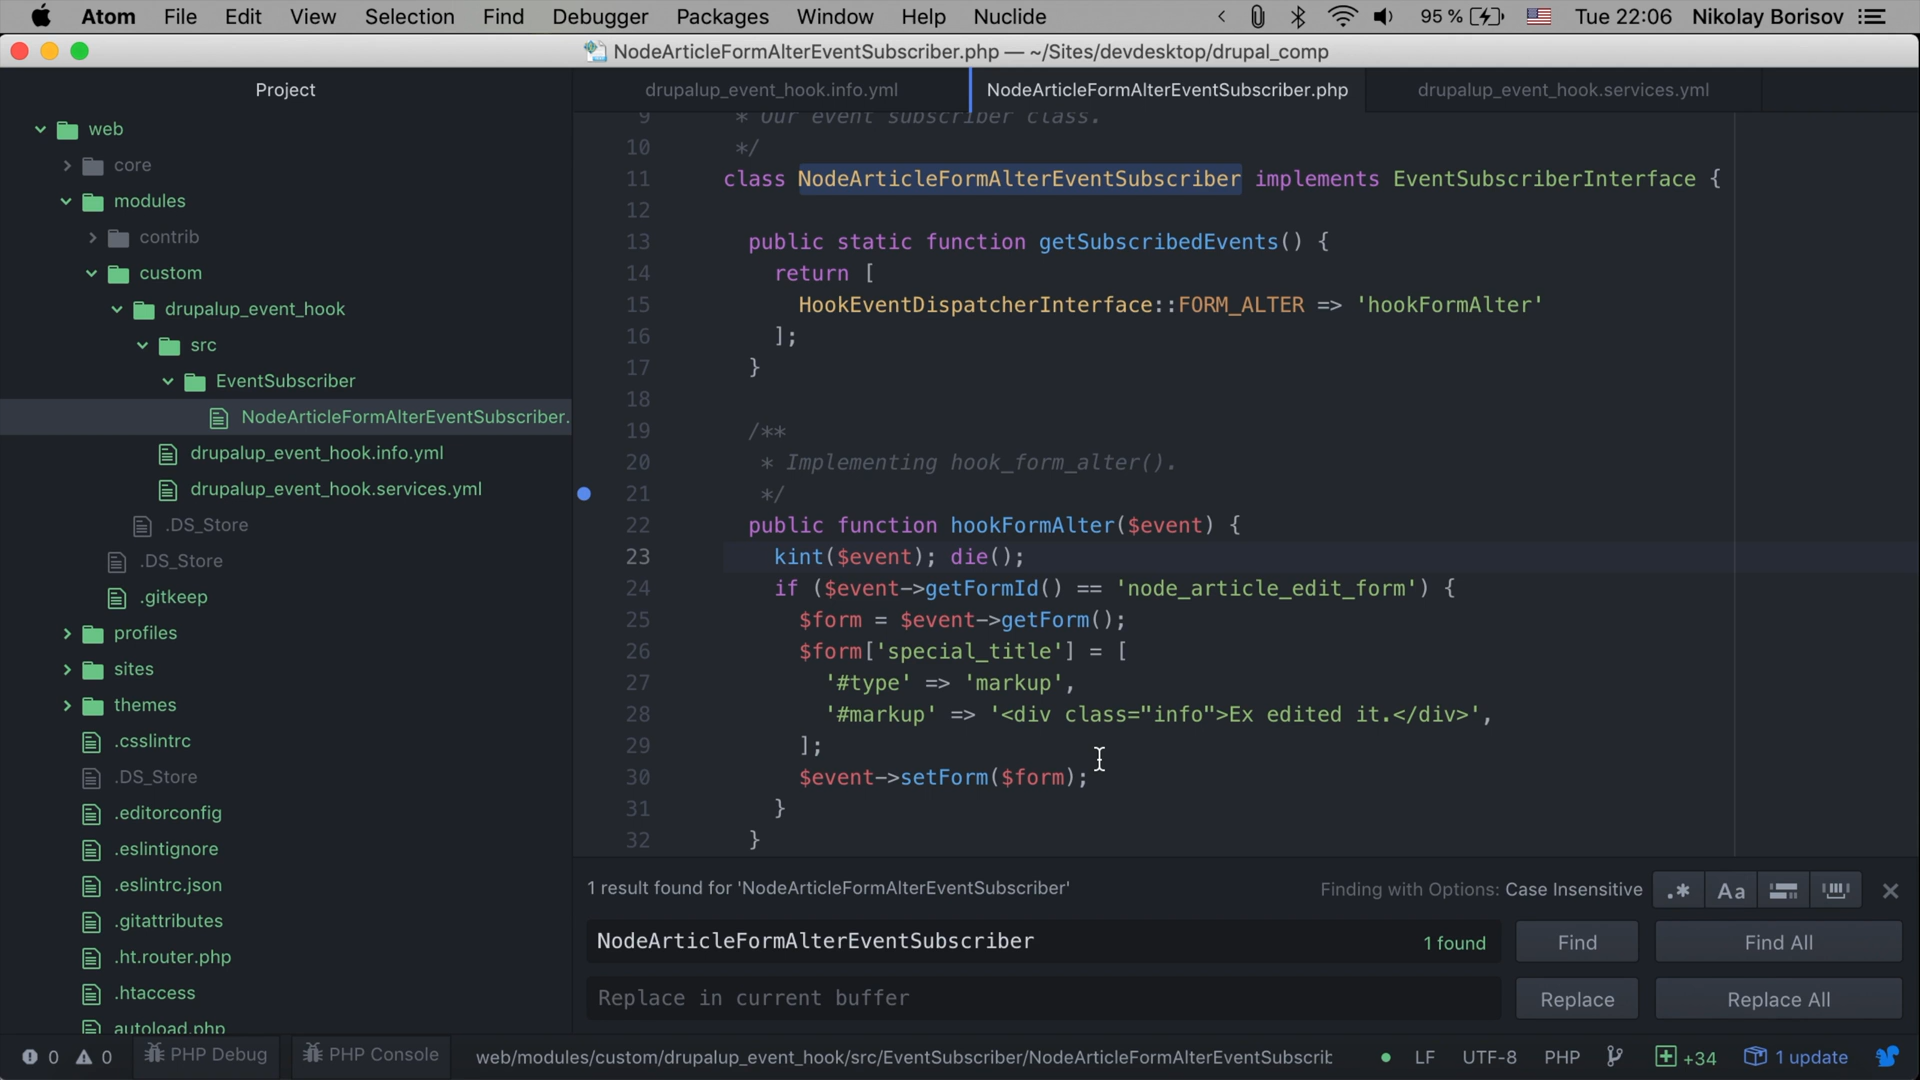 Atom File Edit View Selection Find Debugger Packages Window Help Nuclide 95 % Tue 22:06 Nikolay Borisov
NodeArticleFormAlterEventSubscriber.php — ~/Sites/devdesktop/drupal_comp
Project
drupalup_event_hook.info.yml NodeArticleFormAlterEventSubscriber.php drupalup_event_hook.services.yml
web
core
modules
contrib
custom
drupalup_event_hook
src
EventSubscriber
NodeArticleFormAlterEventSubscriber.
drupalup_event_hook.info.yml
drupalup_event_hook.services.yml
.DS_Store
.DS_Store
.gitkeep
profiles
sites
themes
.csslintrc
.DS_Store
.editorconfig
.eslintignore
.eslintrc.json
.gitattributes
.ht.router.php
.htaccess
autoload.php
9 * Our event subscriber class.
10 */
11 class NodeArticleFormAlterEventSubscriber implements EventSubscriberInterface {
12
13 public static function getSubscribedEvents() {
14 return [
15 HookEventDispatcherInterface::FORM_ALTER => 'hookFormAlter'
16 ];
17 }
18
19 /**
20 * Implementing hook_form_alter().
21 */
22 public function hookFormAlter($event) {
23 kint($event); die();
24 if ($event->getFormId() == 'node_article_edit_form') {
25 $form = $event->getForm();
26 $form['special_title'] = [
27 '#type' => 'markup',
28 '#markup' => '<div class="info">Ex edited it.</div>',
29 ];
30 $event->setForm($form);
31 }
32 }
1 result found for 'NodeArticleFormAlterEventSubscriber' Finding with Options: Case Insensitive .* Aa
NodeArticleFormAlterEventSubscriber 1 found Find Find All
Replace in current buffer Replace Replace All
0 0 PHP Debug PHP Console web/modules/custom/drupalup_event_hook/src/EventSubscriber/NodeArticleFormAlterEventSubscrib LF UTF-8 PHP +34 1 update